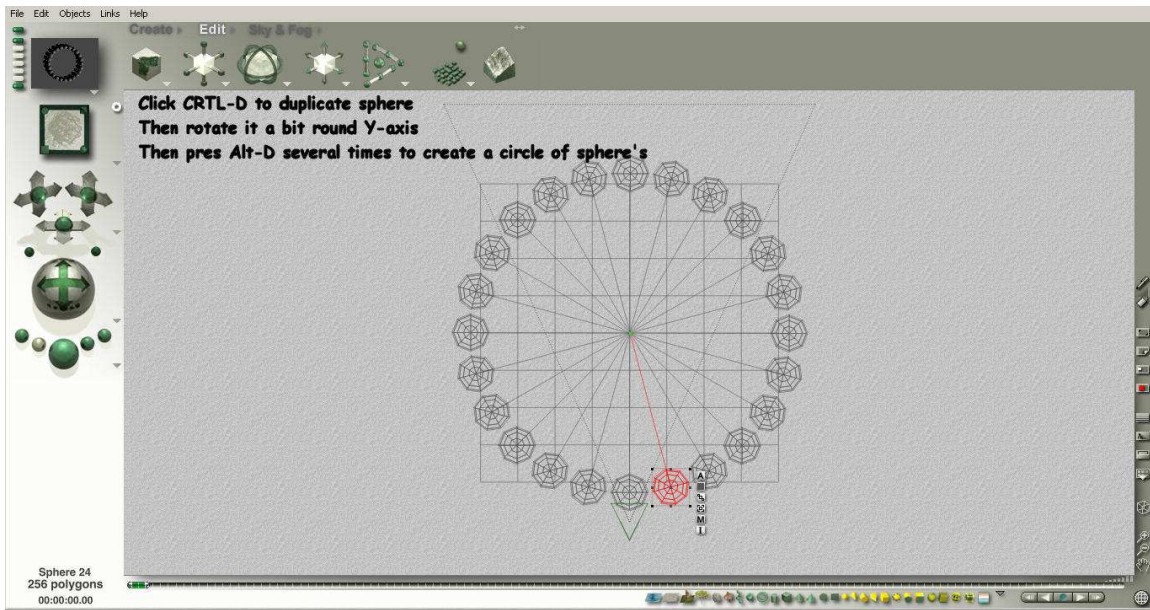 File Edit Objects Links Help
Create Edit Sky & Fog
Click CRTL-D to duplicate sphere
Then rotate it a bit round Y-axis
Then pres Alt-D several times to create a circle of sphere's
A
M
I
Sphere 24
256 polygons
00:00:00.00